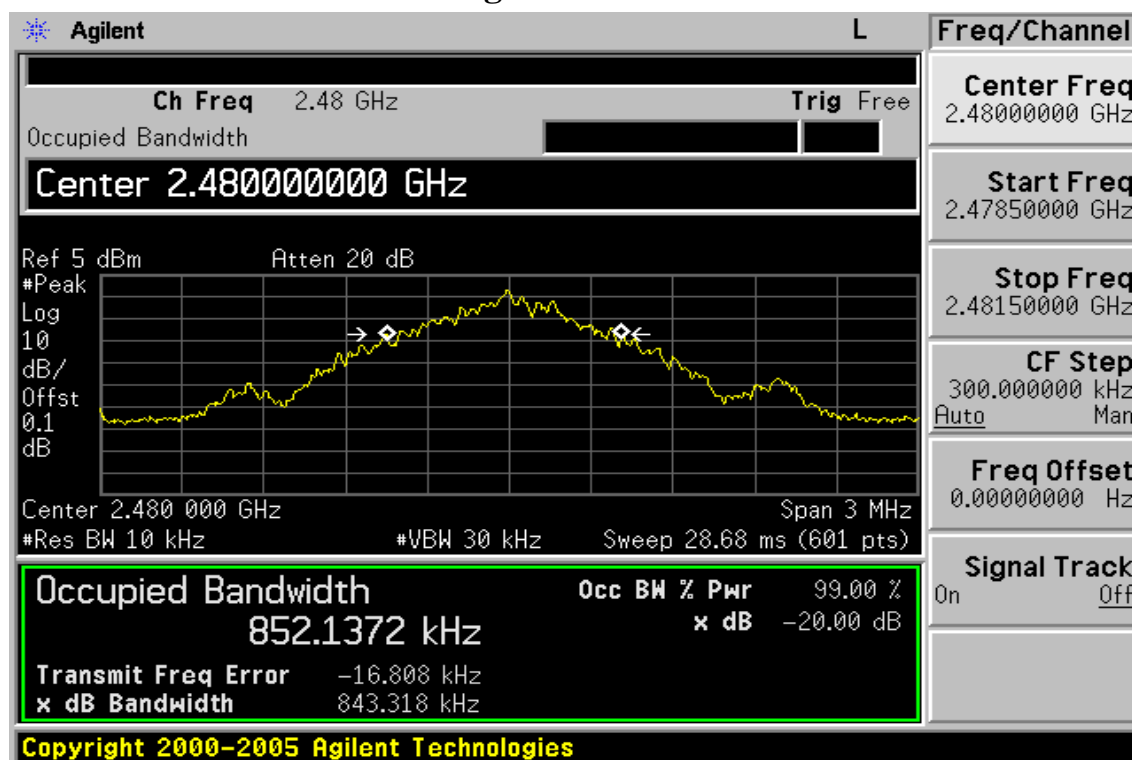 Agilent
L
Ch Freq 2.48 GHz
Trig Free
Occupied Bandwidth
Center 2.480000000 GHz
Ref 5 dBm
Atten 20 dB
#Peak
Log
10
dB/
Offst
0.1
dB
Center 2.480 000 GHz
Span 3 MHz
#Res BW 10 kHz
#VBW 30 kHz
Sweep 28.68 ms (601 pts)
Occupied Bandwidth
852.1372 kHz
Occ BW % Pwr 99.00 %
x dB -20.00 dB
Transmit Freq Error -16.808 kHz
x dB Bandwidth 843.318 kHz
Copyright 2000-2005 Agilent Technologies
Freq/Channel
Center Freq
2.48000000 GHz
Start Freq
2.47850000 GHz
Stop Freq
2.48150000 GHz
CF Step
300.000000 kHz
Auto Man
Freq Offset
0.00000000 Hz
Signal Track
On Off